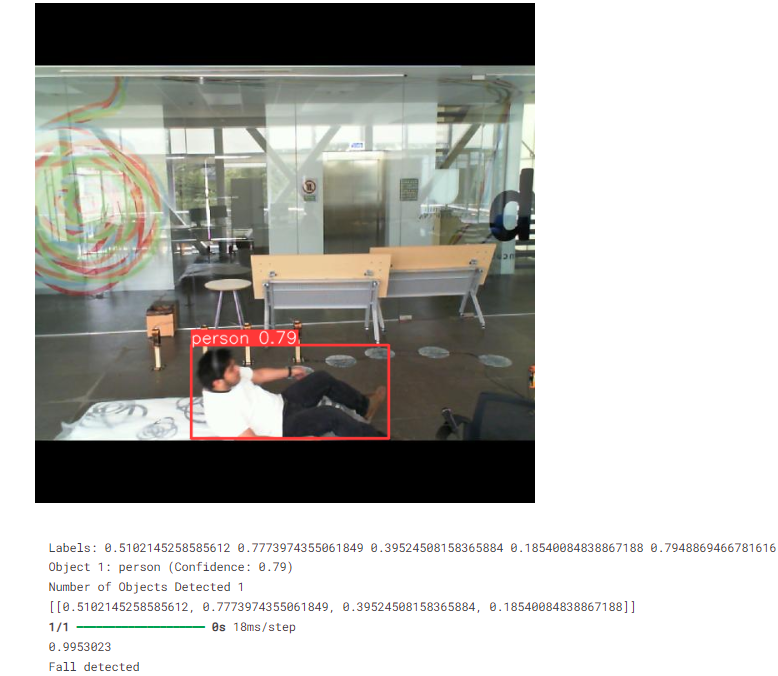 person 0.79
Labels: 0.5102145258585612 0.7773974355061849 0.39524508158365884 0.18540084838867188 0.7948869466781616
Object 1: person (Confidence: 0.79)
Number of Objects Detected 1
[[0.5102145258585612, 0.7773974355061849, 0.39524508158365884, 0.18540084838867188]]
1/1 ━━━━━━━━━━━━━━━━━━━━ 0s 18ms/step
0.9953023
Fall detected